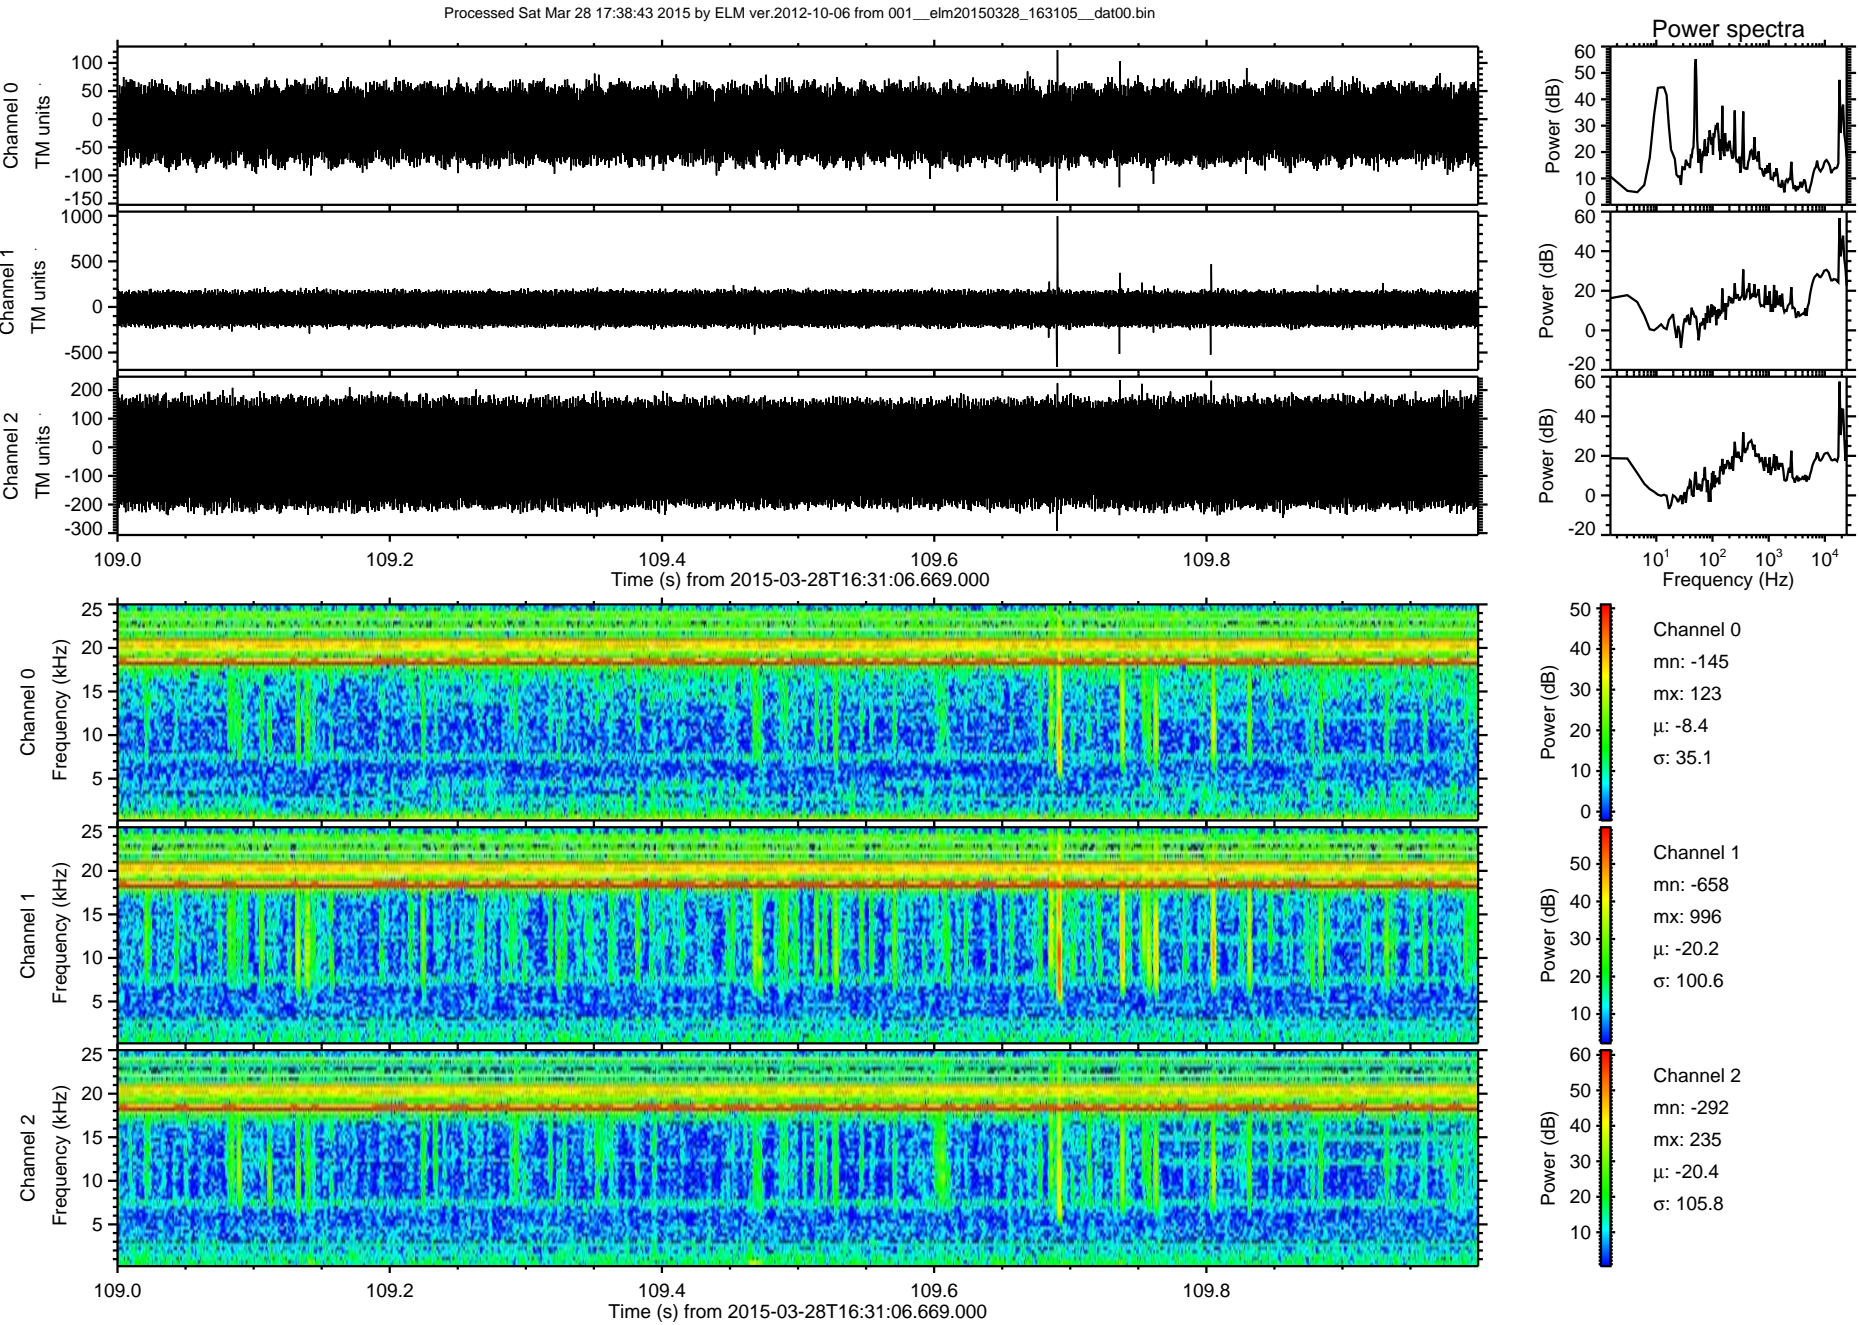 Processed Sat Mar 28 17:38:43 2015 by ELM ver.2012-10-06 from 001__elm20150328_163105__dat00.bin
Power spectra
Channel 0
TM units
100
50
0
-50
-100
-150
Power (dB)
60
50
40
30
20
10
0
Channel 1
TM units
1000
500
0
-500
Power (dB)
60
40
20
0
-20
Channel 2
TM units
200
100
0
-100
-200
-300
Power (dB)
60
40
20
0
-20
109.0 109.2 109.4 109.6 109.8
Time (s) from 2015-03-28T16:31:06.669.000
10^1 10^2 10^3 10^4
Frequency (Hz)
Channel 0
Frequency (kHz)
25
20
15
10
5
Power (dB)
50
40
30
20
10
0
Channel 0
mn: -145
mx: 123
μ: -8.4
σ: 35.1
Channel 1
Frequency (kHz)
25
20
15
10
5
Power (dB)
50
40
30
20
10
Channel 1
mn: -658
mx: 996
μ: -20.2
σ: 100.6
Channel 2
Frequency (kHz)
25
20
15
10
5
Power (dB)
60
50
40
30
20
10
Channel 2
mn: -292
mx: 235
μ: -20.4
σ: 105.8
109.0 109.2 109.4 109.6 109.8
Time (s) from 2015-03-28T16:31:06.669.000